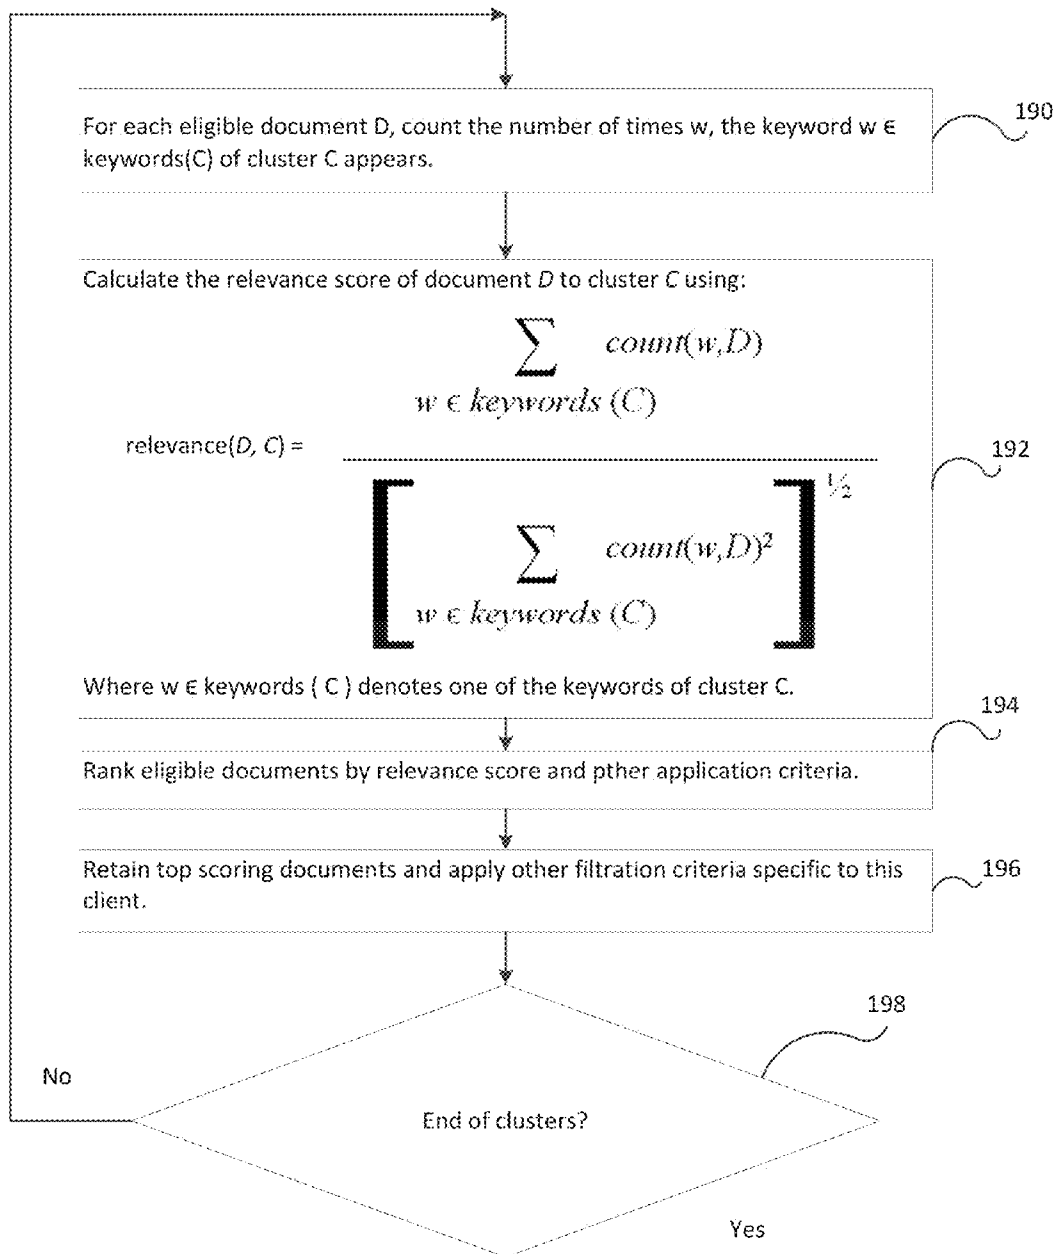 For each eligible document D, count the number of times w, the keyword w ∈
keywords(C) of cluster C appears.
190
Calculate the relevance score of document D to cluster C using:
∑ count(w,D)
w ϵ keywords (C)
relevance(D, C) =
192
½
∑ count(w,D)²
w ϵ keywords (C)
Where w ∈ keywords ( C ) denotes one of the keywords of cluster C.
194
Rank eligible documents by relevance score and pther application criteria.
Retain top scoring documents and apply other filtration criteria specific to this
client.
196
198
No
End of clusters?
Yes